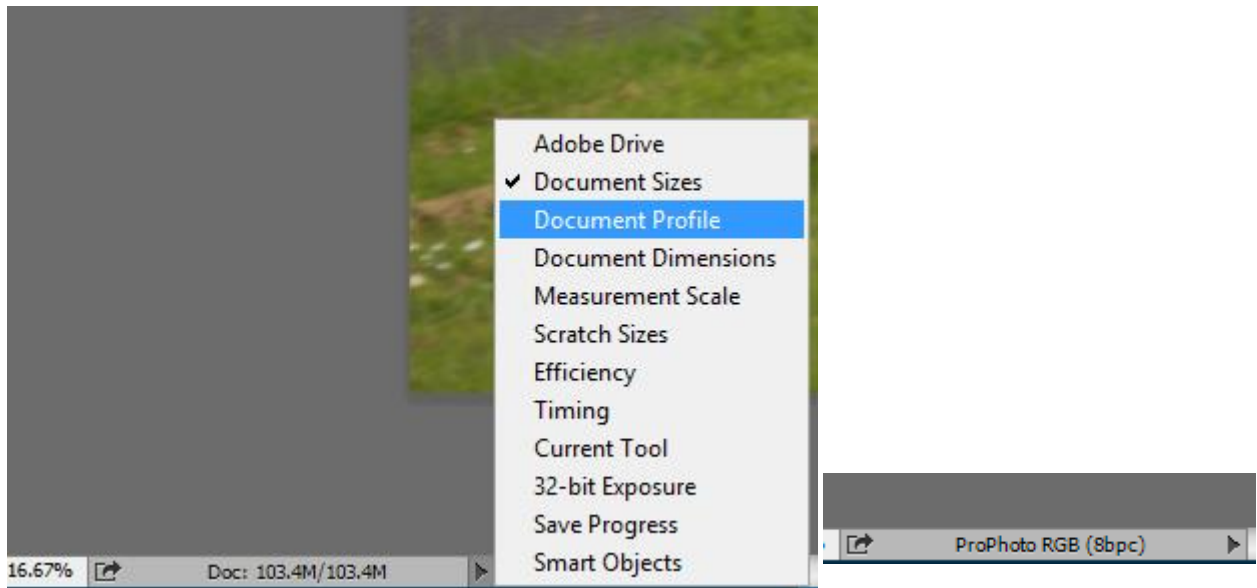 Adobe Drive
Document Sizes
Document Profile
Document Dimensions
Measurement Scale
Scratch Sizes
Efficiency
Timing
Current Tool
32-bit Exposure
Save Progress
Smart Objects
16.67%
Doc: 103.4M/103.4M
ProPhoto RGB (8bpc)